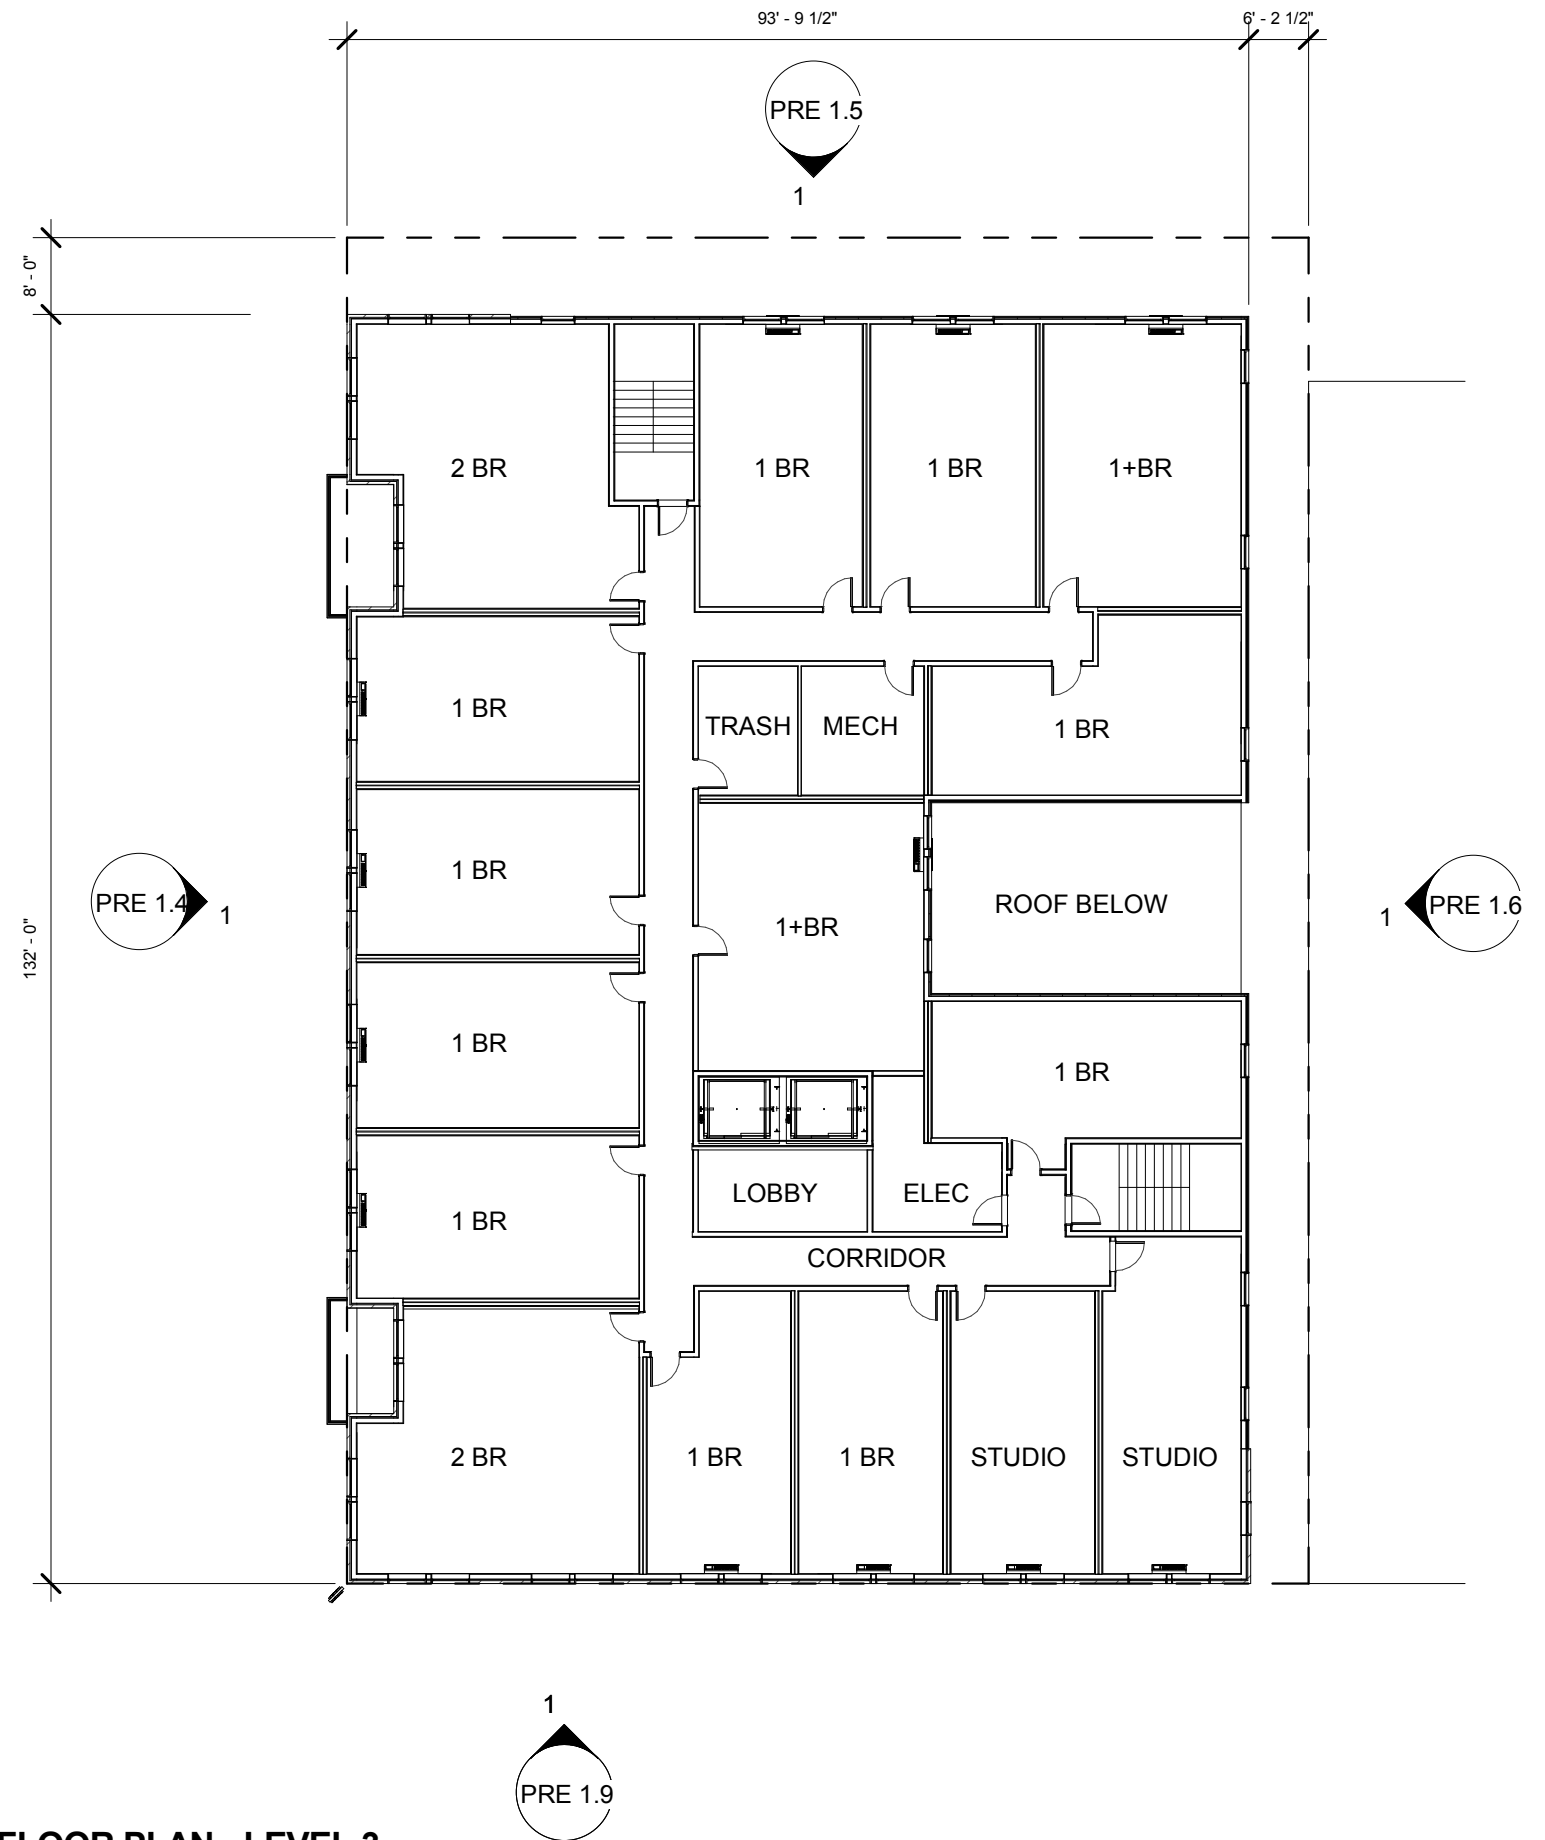 93' - 9 1/2"
6' - 2 1/2"
PRE 1.5
1
8' - 0"
2 BR
1 BR
1 BR
1+BR
1 BR
TRASH
MECH
1 BR
1 BR
PRE 1.4
1
132' - 0"
1+BR
ROOF BELOW
1
PRE 1.6
1 BR
1 BR
1 BR
LOBBY
ELEC
CORRIDOR
2 BR
1 BR
1 BR
STUDIO
STUDIO
1
PRE 1.9
FLOOR PLAN - LEVEL